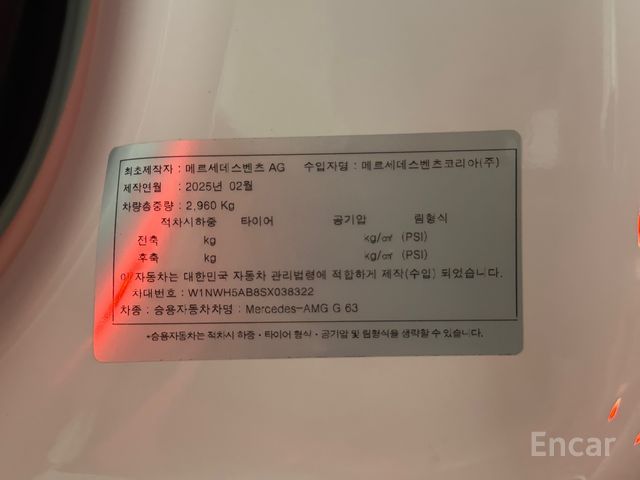 최초제작자 : 메르세데스벤츠 AG 수입자명 : 메르세데스벤츠코리아(주)
제작연월 : 2025년 02월
차량총중량 : 2,960 Kg
적차시하중 타이어 공기압 림형식
전축 kg kg/㎠ (PSI)
후축 kg kg/㎠ (PSI)
이 자동차는 대한민국 자동차 관리법령에 적합하게 제작(수입) 되었습니다.
차대번호 : W1NWH5AB8SX038322
차종 : 승용자동차차명 : Mercedes-AMG G 63
*승용자동차는 적차시 하중・타이어 형식・공기압 및 림형식을 생략할 수 있습니다.
Encar